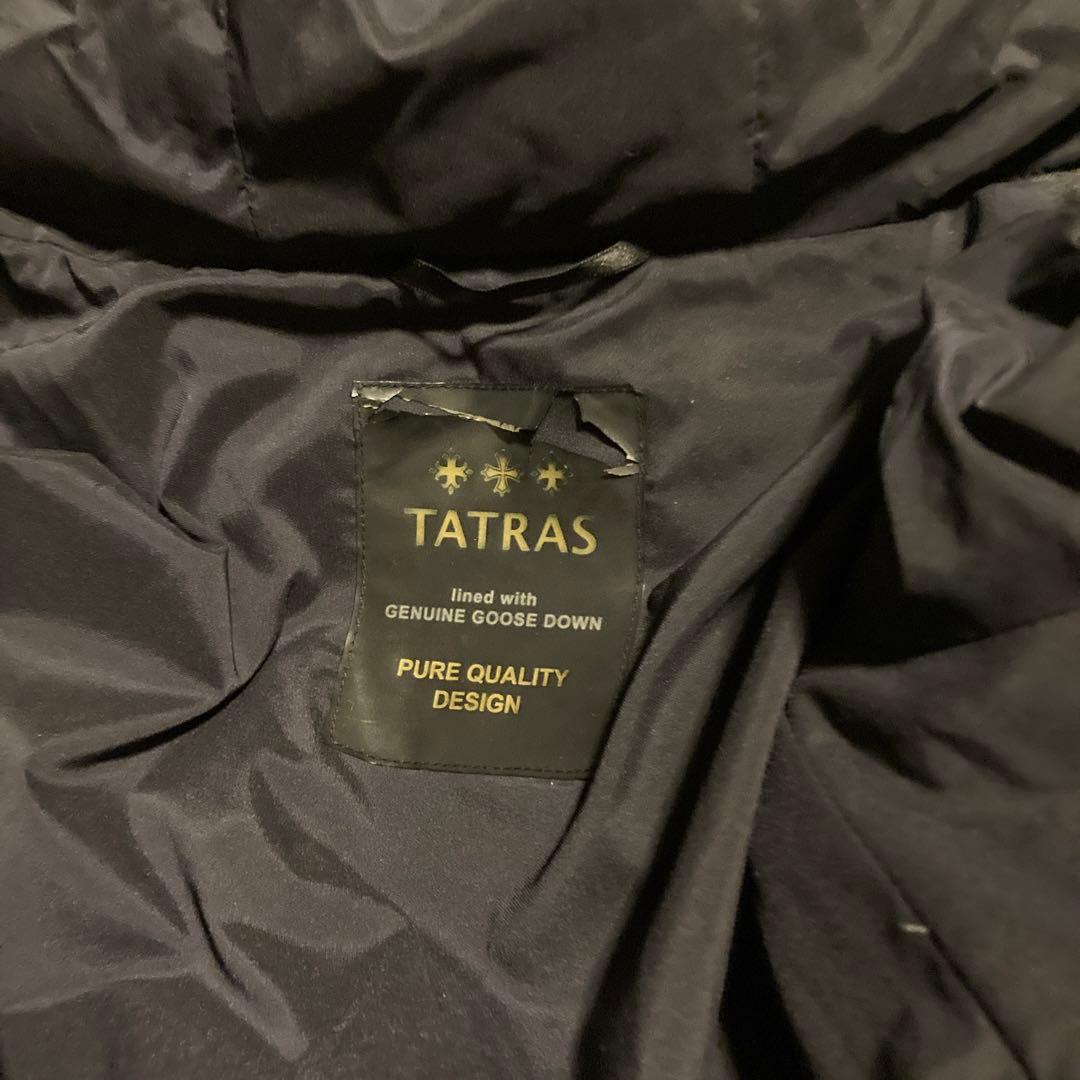 TATRAS
lined with
GENUINE GOOSE DOWN
PURE QUALITY
DESIGN